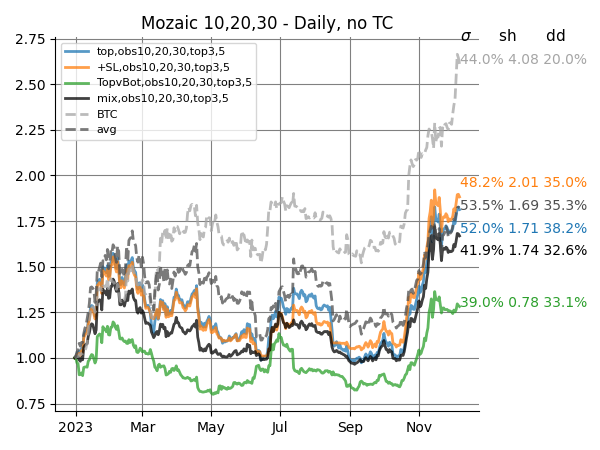 Mozaic 10,20,30 - Daily, no TC
σ sh dd
top,obs10,20,30,top3,5
+SL,obs10,20,30,top3,5
TopvBot,obs10,20,30,top3,5
mix,obs10,20,30,top3,5
BTC
avg
44.0% 4.08 20.0%
48.2% 2.01 35.0%
53.5% 1.69 35.3%
52.0% 1.71 38.2%
41.9% 1.74 32.6%
39.0% 0.78 33.1%
2.75
2.50
2.25
2.00
1.75
1.50
1.25
1.00
0.75
2023 Mar May Jul Sep Nov